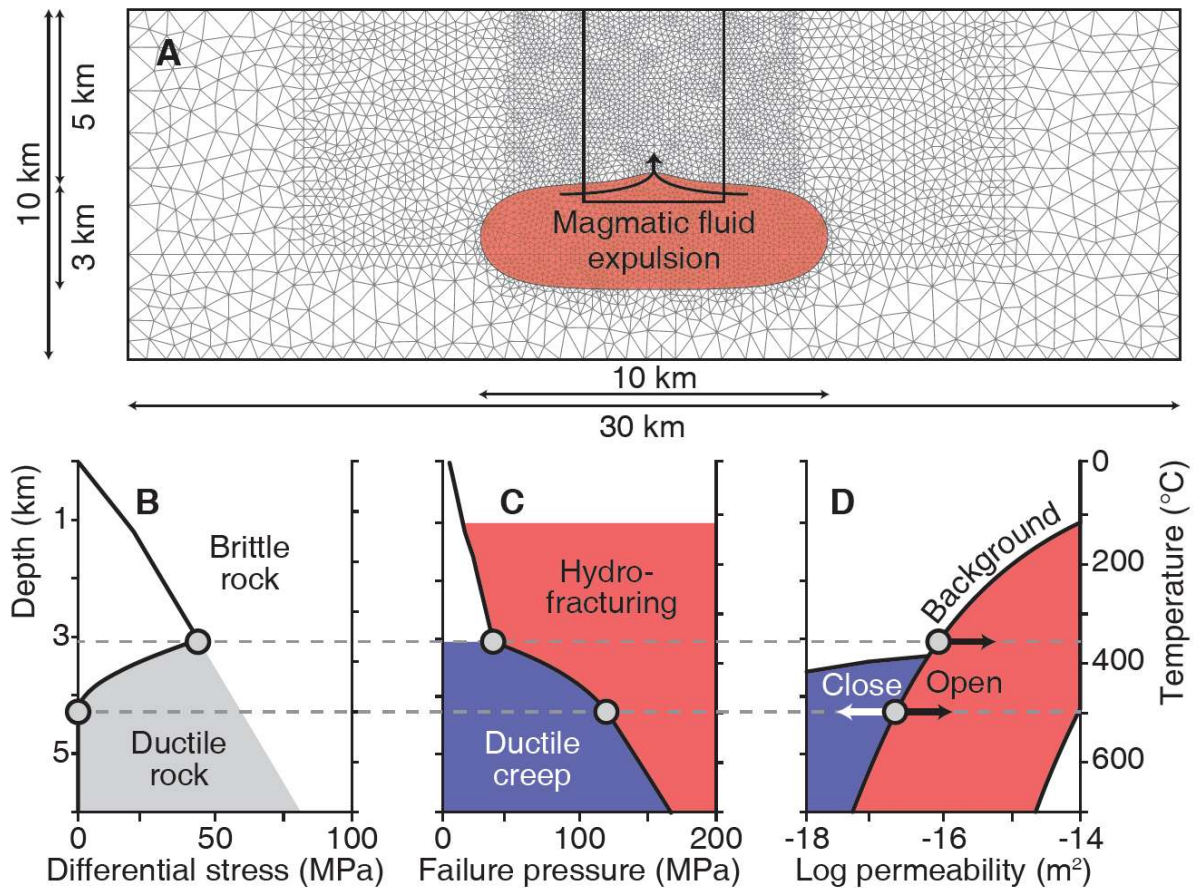 A
10 km
5 km
3 km
Magmatic fluid
expulsion
10 km
30 km
B
Depth (km)
1
3
5
Brittle
rock
Ductile
rock
0
50
100
Differential stress (MPa)
C
Hydro-
fracturing
Ductile
creep
0
100
200
Failure pressure (MPa)
D
Background
Close
Open
-18
-16
-14
Log permeability (m²)
0
200
400
600
Temperature (°C)